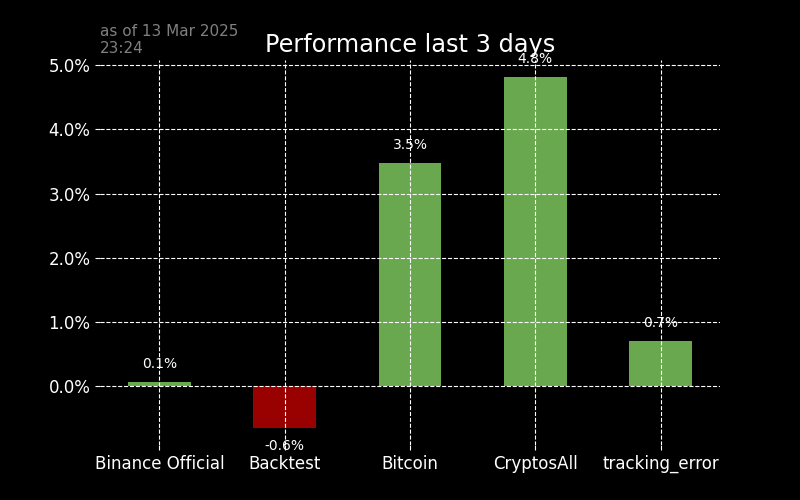 as of 13 Mar 2025
23:24
Performance last 3 days
5.0%
4.0%
3.0%
2.0%
1.0%
0.0%
0.1%
-0.6%
3.5%
4.8%
0.7%
Binance Official
Backtest
Bitcoin
CryptosAll
tracking_error